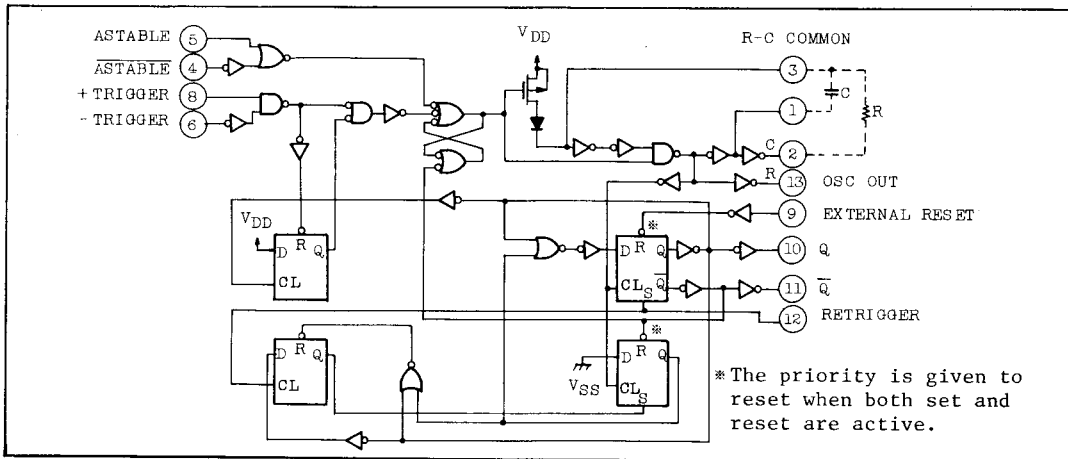 ASTABLE 5
ASTABLE 4
+ TRIGGER 8
- TRIGGER 6
VDD
R-C COMMON
3
C
1
R
C 2
R 13 OSC OUT
9 EXTERNAL RESET
10 Q
11 Q
12 RETRIGGER
VDD
D R Q
CL
※
D R Q
CL S Q
D R Q
CL
※
VSS
D R Q
CL S
※ The priority is given to
reset when both set and
reset are active.